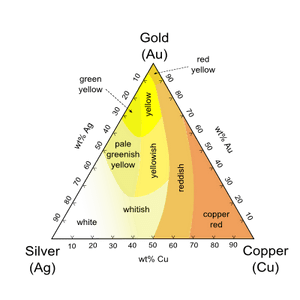 Gold
(Au)
red
yellow
green
yellow
10
20
30
40
50
60
70
80
90
wt% Ag
90
80
70
60
50
40
30
20
10
wt% Au
yellow
pale
greenish
yellow
yellowish
reddish
whitish
white
copper
red
Silver
(Ag)
10 20 30 40 50 60 70 80 90
wt% Cu
Copper
(Cu)